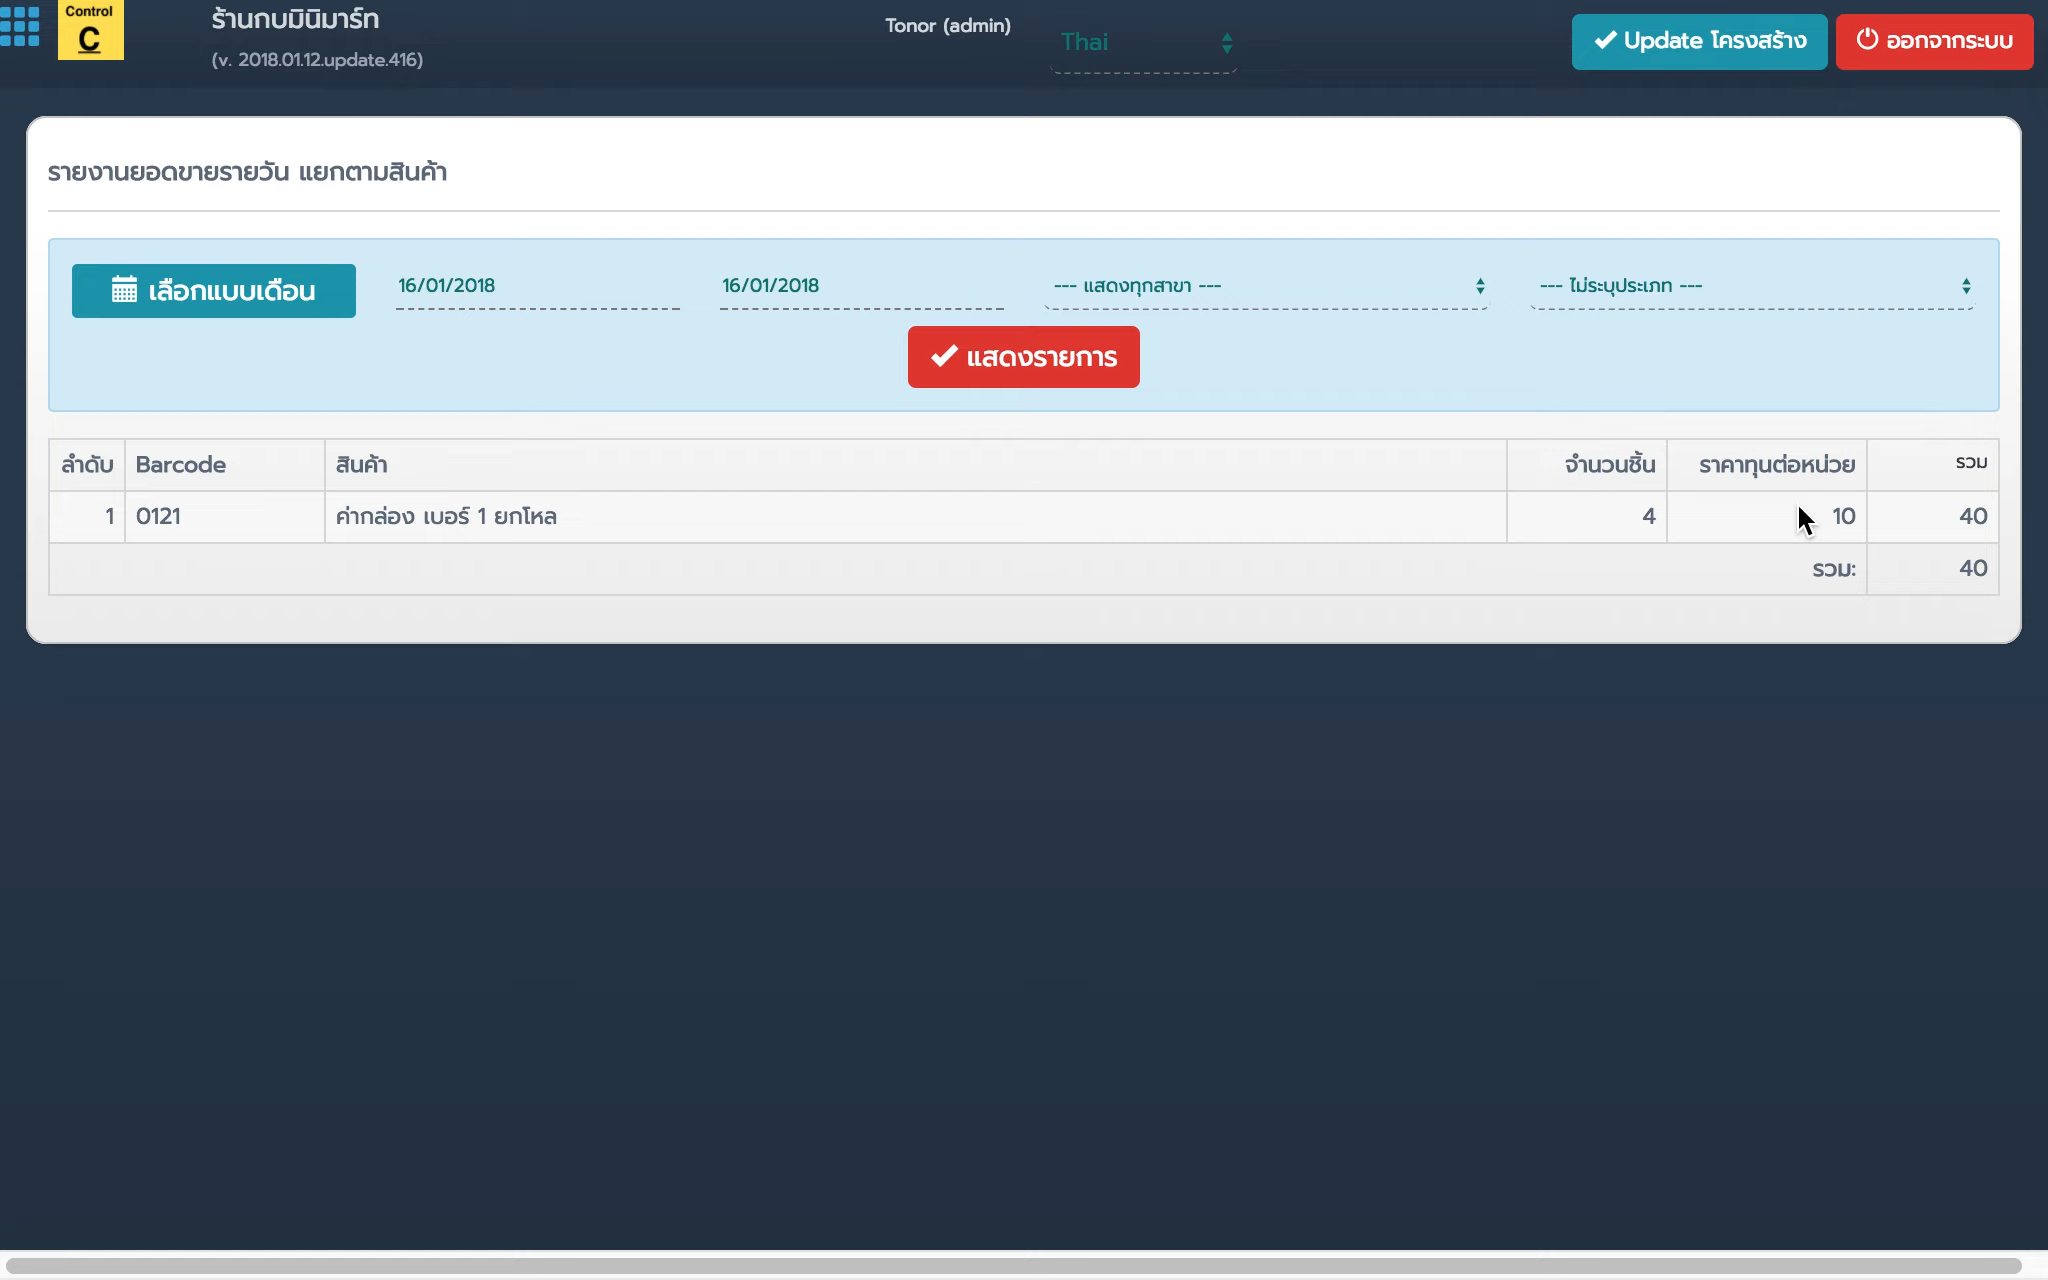 Control
C
ร้านกบมินิมาร์ท
(v. 2018.01.12.update.416)
Tonor (admin)
Thai
Update โครงสร้าง
ออกจากระบบ
รายงานยอดขายรายวัน แยกตามสินค้า
เลือกแบบเดือน
16/01/2018
16/01/2018
--- แสดงทุกสาขา ---
--- ไม่ระบุประเภท ---
แสดงรายการ
ลำดับ Barcode สินค้า จำนวนชิ้น ราคาทุนต่อหน่วย รวม
1 0121 ค่ากล่อง เบอร์ 1 ยกโหล 4 10 40
รวม: 40